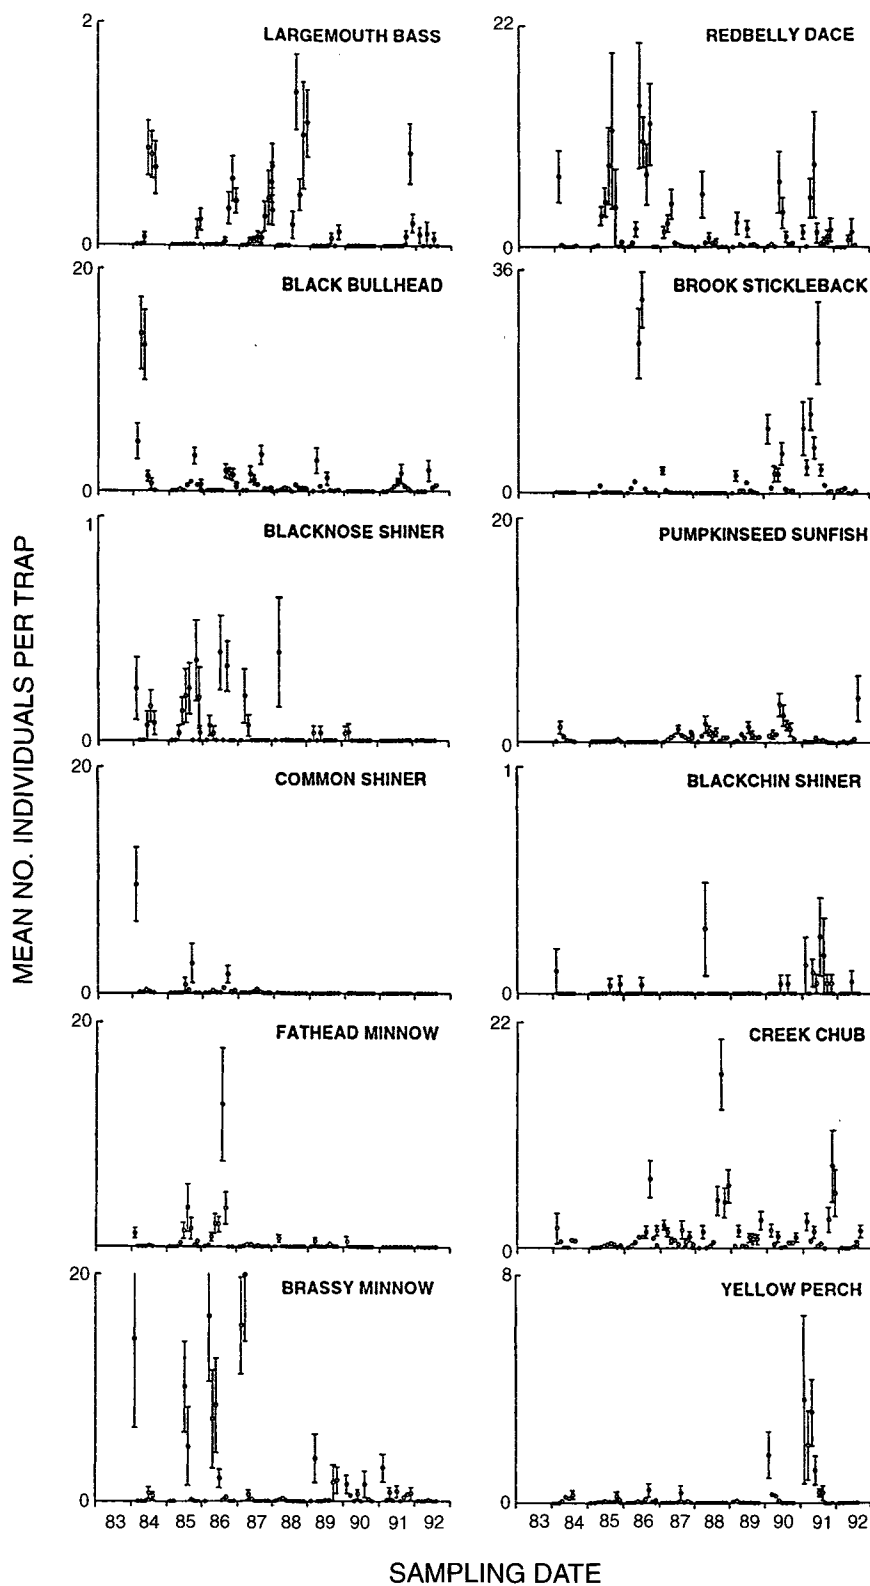 MEAN NO. INDIVIDUALS PER TRAP
2
LARGEMOUTH BASS
0
22
REDBELLY DACE
0
20
BLACK BULLHEAD
0
36
BROOK STICKLEBACK
0
1
BLACKNOSE SHINER
0
20
PUMPKINSEED SUNFISH
0
20
COMMON SHINER
0
1
BLACKCHIN SHINER
0
20
FATHEAD MINNOW
0
22
CREEK CHUB
0
20
BRASSY MINNOW
0
83 84 85 86 87 88 89 90 91 92
8
YELLOW PERCH
0
83 84 85 86 87 88 89 90 91 92
SAMPLING DATE